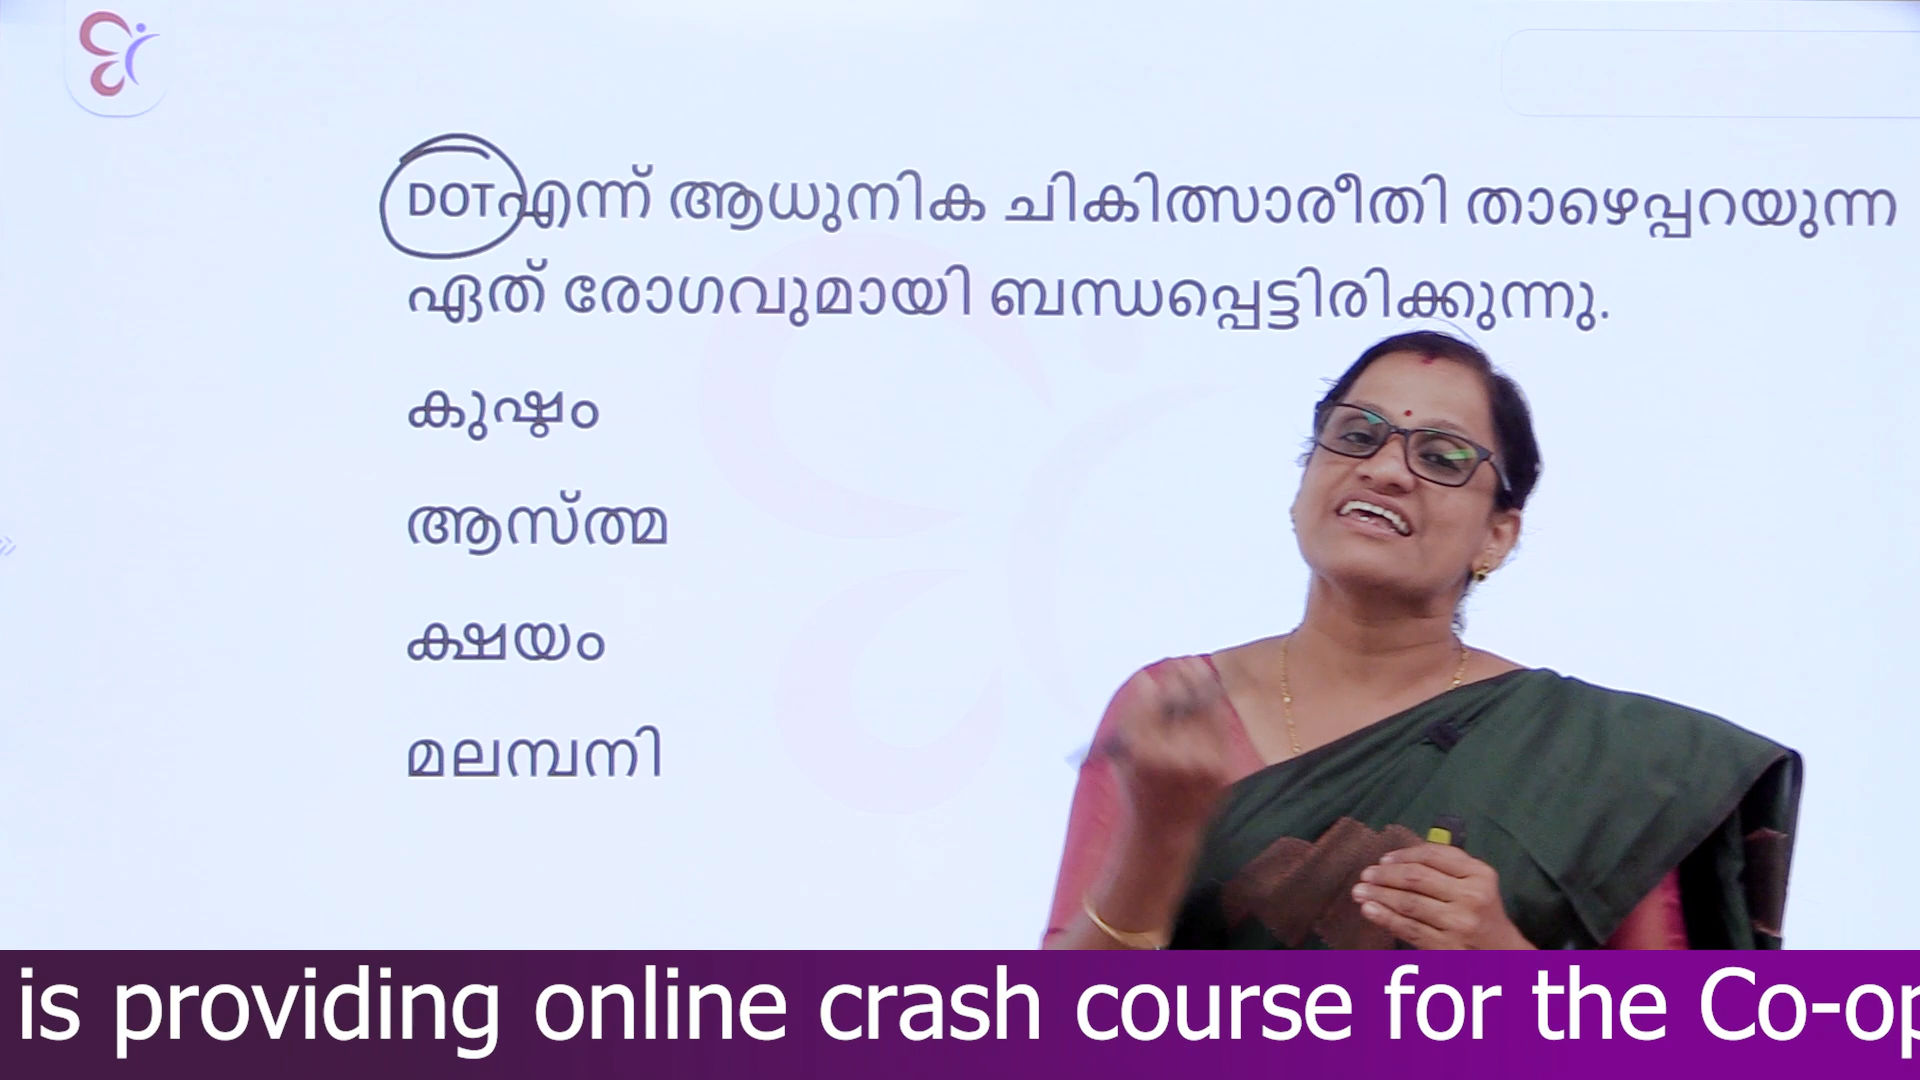 DOT എന്ന് ആധുനിക ചികിത്സാരീതി താഴെപ്പറയുന്ന
ഏത് രോഗവുമായി ബന്ധപ്പെട്ടിരിക്കുന്നു.
കുഷ്ഠം
ആസ്ത്മ
ക്ഷയം
മലമ്പനി
is providing online crash course for the Co-op